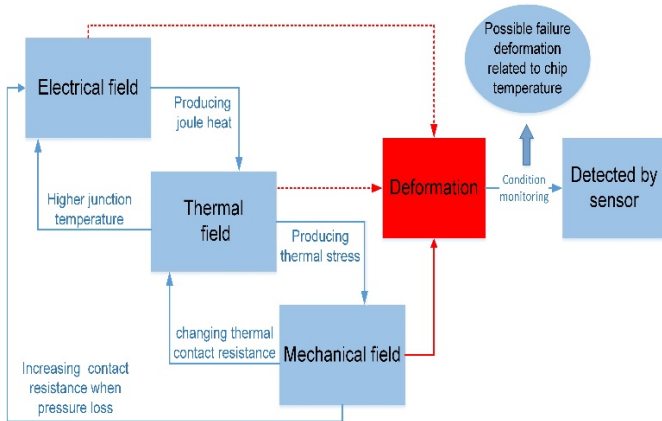 Possible failure
deformation
related to chip
temperature
Electrical field
Producing
joule heat
Deformation
Condition
monitoring
Detected by
sensor
Higher junction
temperature
Thermal
field
Producing
thermal stress
changing thermal
contact resistance
Mechanical field
Increasing contact
resistance when
pressure loss